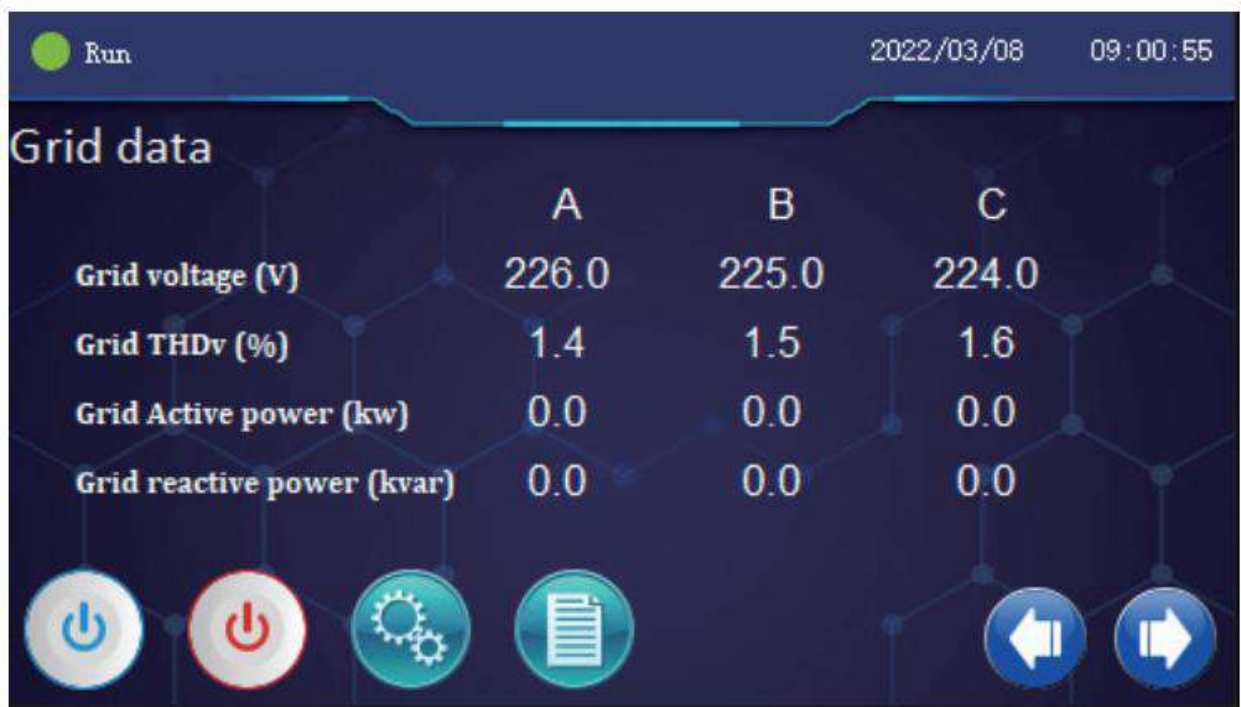 Run 2022/03/08 09:00:55
Grid data
A B C
Grid voltage (V) 226.0 225.0 224.0
Grid THDv (%) 1.4 1.5 1.6
Grid Active power (kw) 0.0 0.0 0.0
Grid reactive power (kvar) 0.0 0.0 0.0